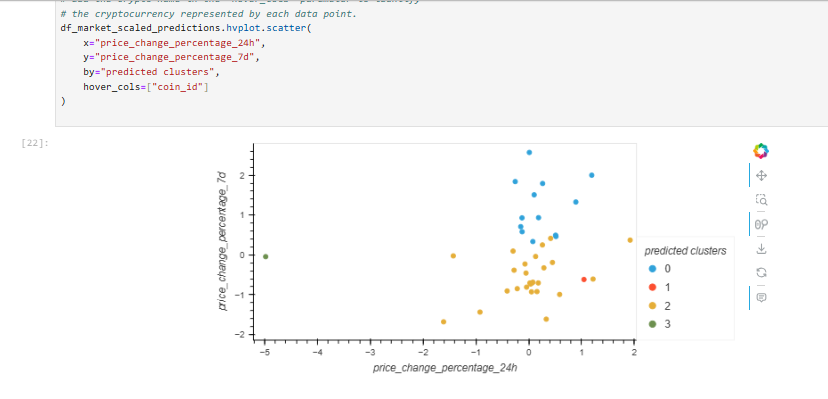 # the cryptocurrency represented by each data point.
df_market_scaled_predictions.hvplot.scatter(
    x="price_change_percentage_24h",
    y="price_change_percentage_7d",
    by="predicted clusters",
    hover_cols=["coin_id"]
)
[22]:
price_change_percentage_7d
2
1
0
−1
−2
−5 −4 −3 −2 −1 0 1 2
price_change_percentage_24h
predicted clusters
0
1
2
3